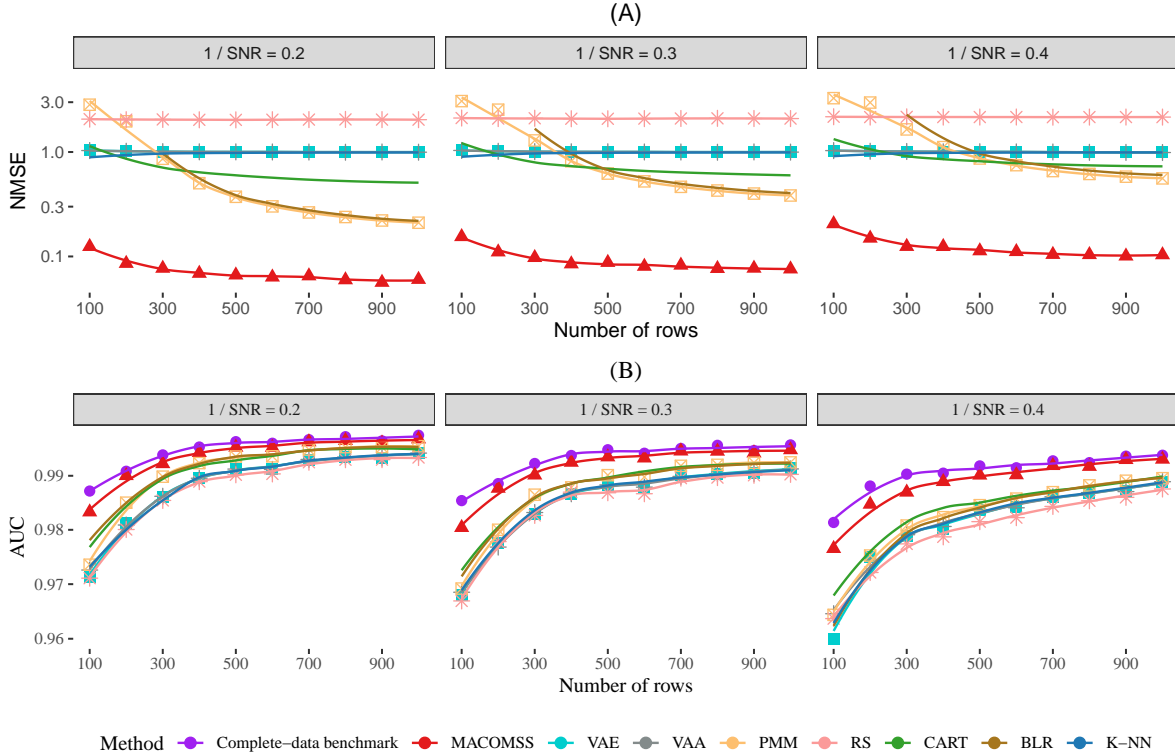 (A)
1 / SNR = 0.2
1 / SNR = 0.3
1 / SNR = 0.4
NMSE
3.0
1.0
0.3
0.1
100 300 500 700 900
100 300 500 700 900
100 300 500 700 900
Number of rows
(B)
1 / SNR = 0.2
1 / SNR = 0.3
1 / SNR = 0.4
AUC
0.99
0.98
0.97
0.96
100 300 500 700 900
100 300 500 700 900
100 300 500 700 900
Number of rows
Method Complete−data benchmark MACOMSS VAE VAA PMM RS CART BLR K−NN